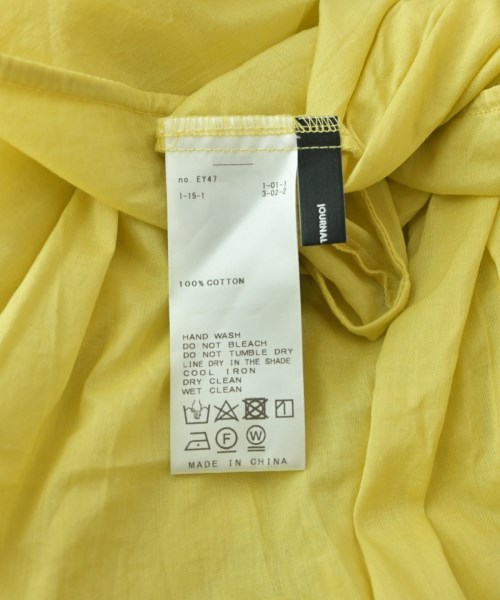 no. EY47
1-15-1
1-01-1
3-02-2
100% COTTON
HAND WASH
DO NOT BLEACH
DO NOT TUMBLE DRY
LINE DRY IN THE SHADE
COOL IRON
DRY CLEAN
WET CLEAN
F W
MADE IN CHINA
JOURNAL